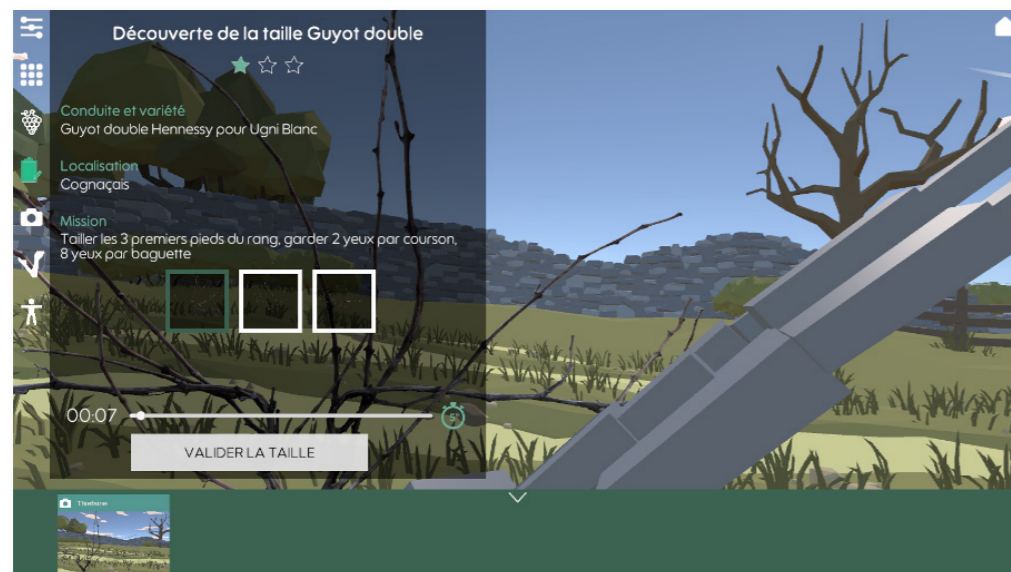 Découverte de la taille Guyot double
Conduite et variété
Guyot double Hennessy pour Ugni Blanc
Localisation
Cognaçais
Mission
Tailler les 3 premiers pieds du rang, garder 2 yeux par courson,
8 yeux par baguette
00:07
5'
VALIDER LA TAILLE